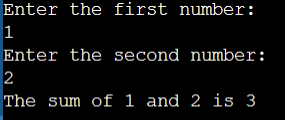 Enter the first number:
1
Enter the second number:
2
The sum of 1 and 2 is 3